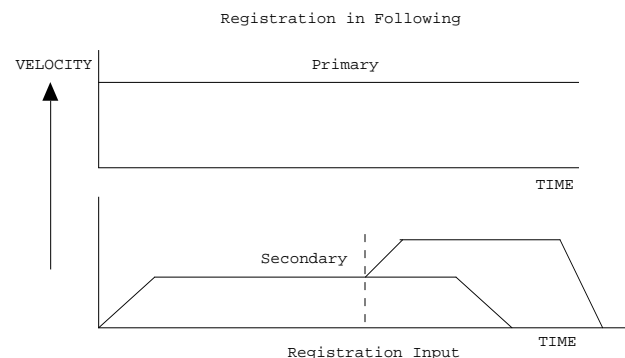 Registration in Following
VELOCITY
Primary
TIME
Secondary
TIME
Registration Input